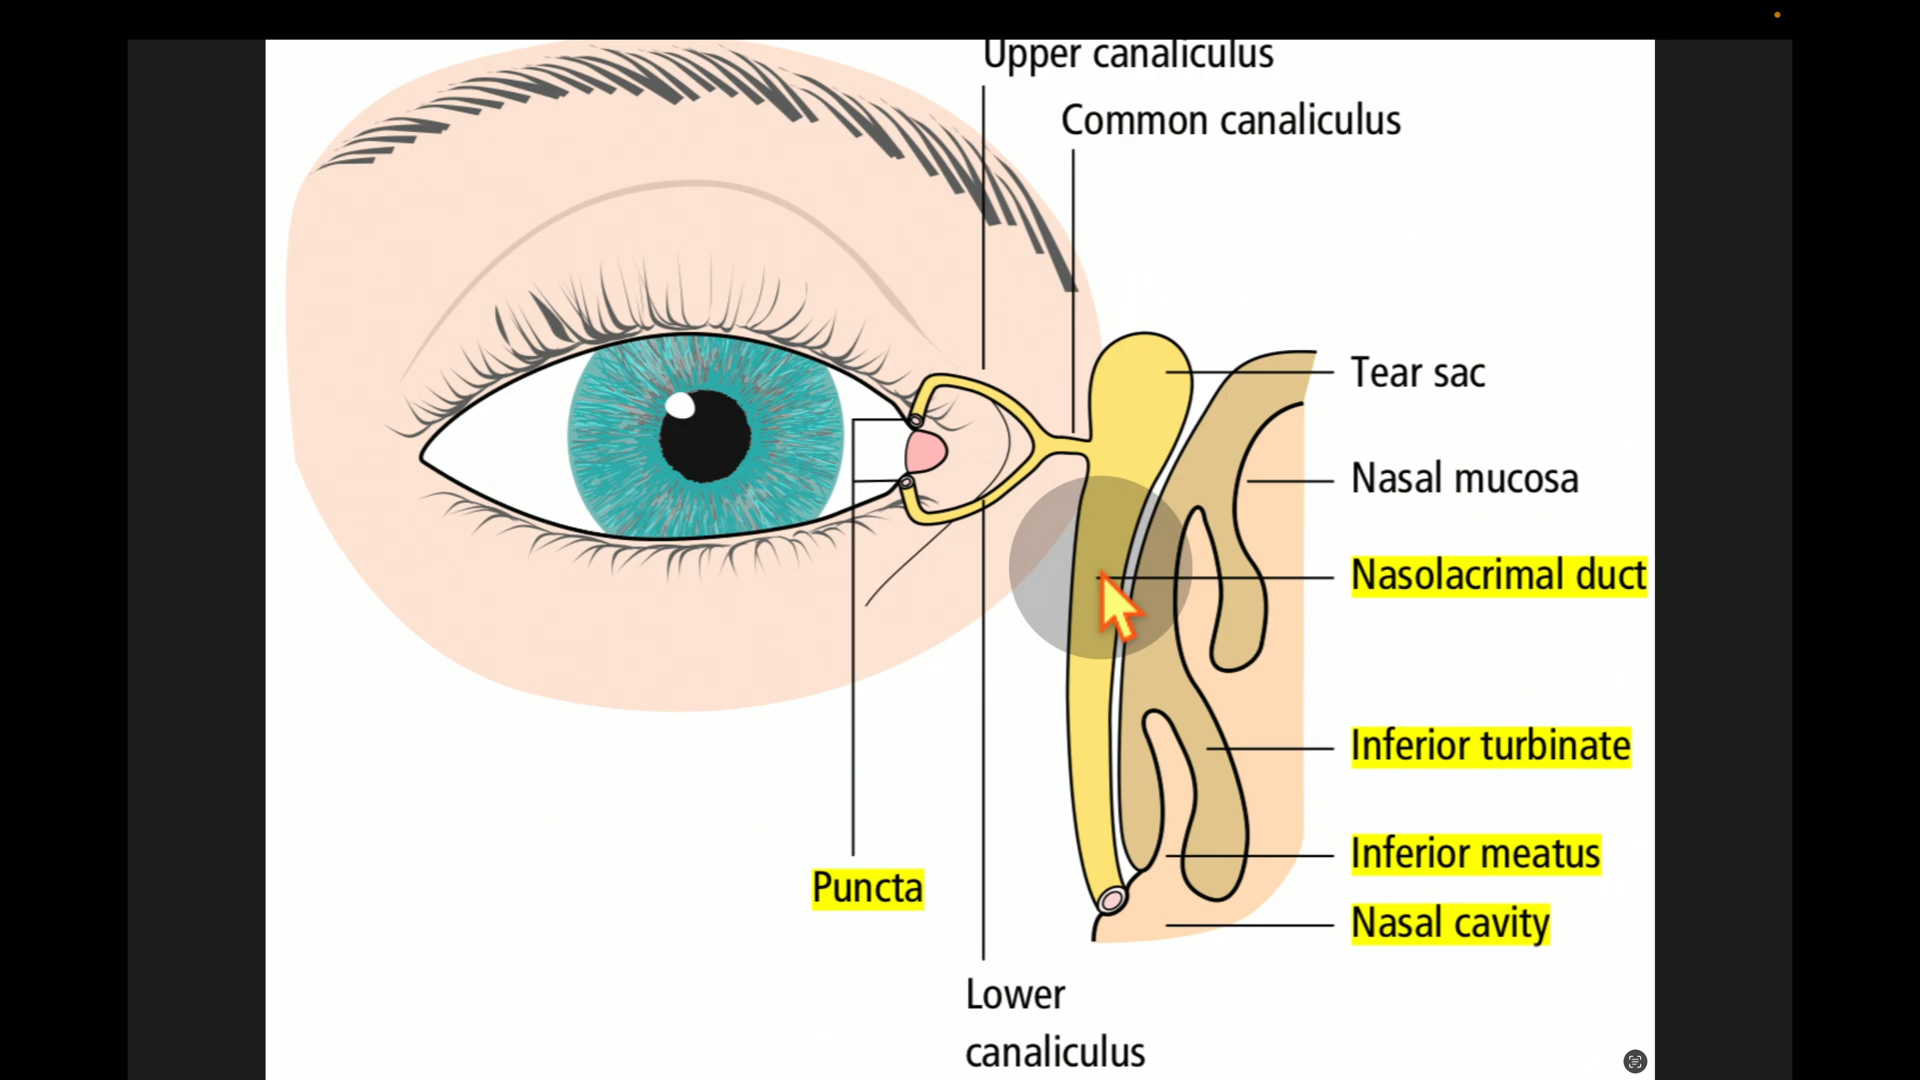 Upper canaliculus
Common canaliculus
Tear sac
Nasal mucosa
Nasolacrimal duct
Inferior turbinate
Inferior meatus
Puncta
Nasal cavity
Lower
canaliculus